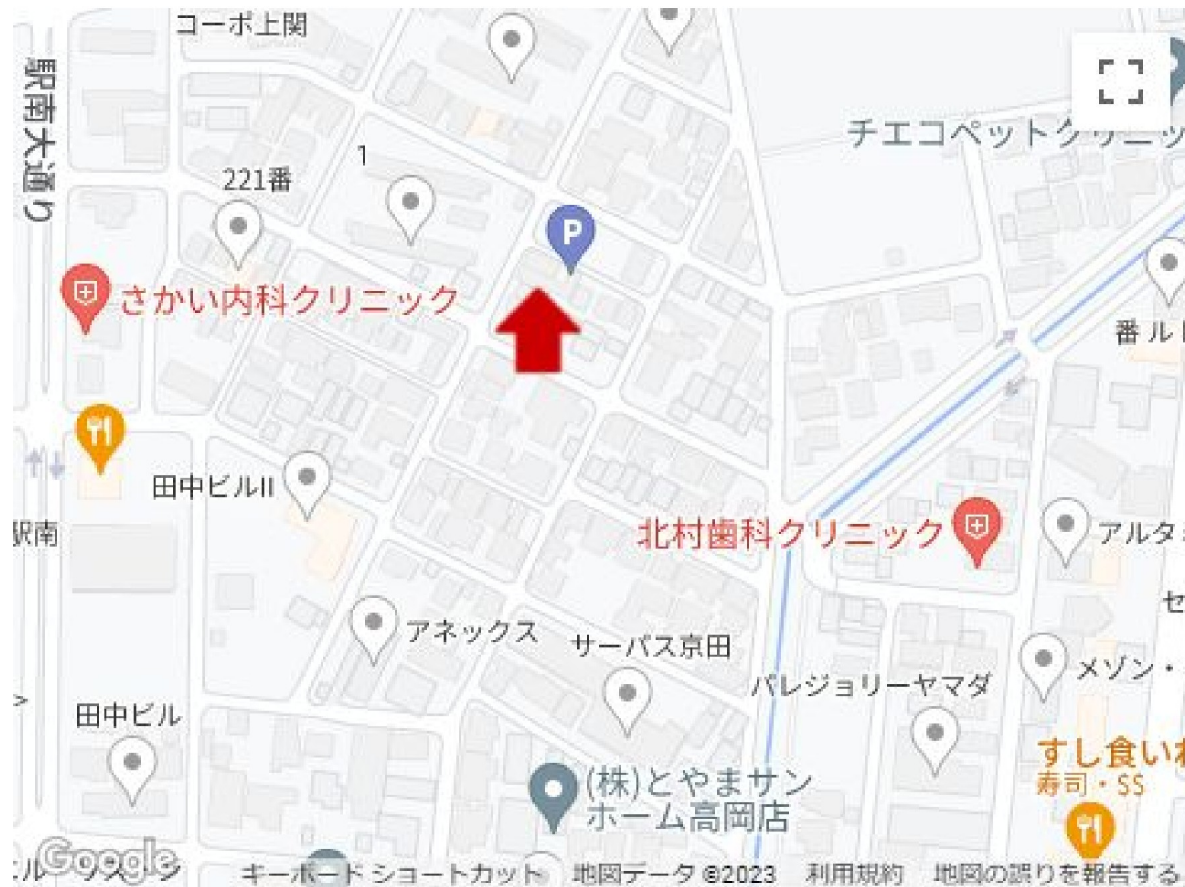 コーポ上関
駅南大通り
チエコペットクリニッ
1
221番
P
さかい内科クリニック
番 ル
田中ビルII
駅南
北村歯科クリニック
アルタ
セ
アネックス
サーパス京田
メゾン・
パレジョリーヤマダ
田中ビル
すし食い
寿司・SS
(株)とやまサン
ホーム高岡店
Google
キーボード ショートカット
地図データ ©2023
利用規約
地図の誤りを報告する